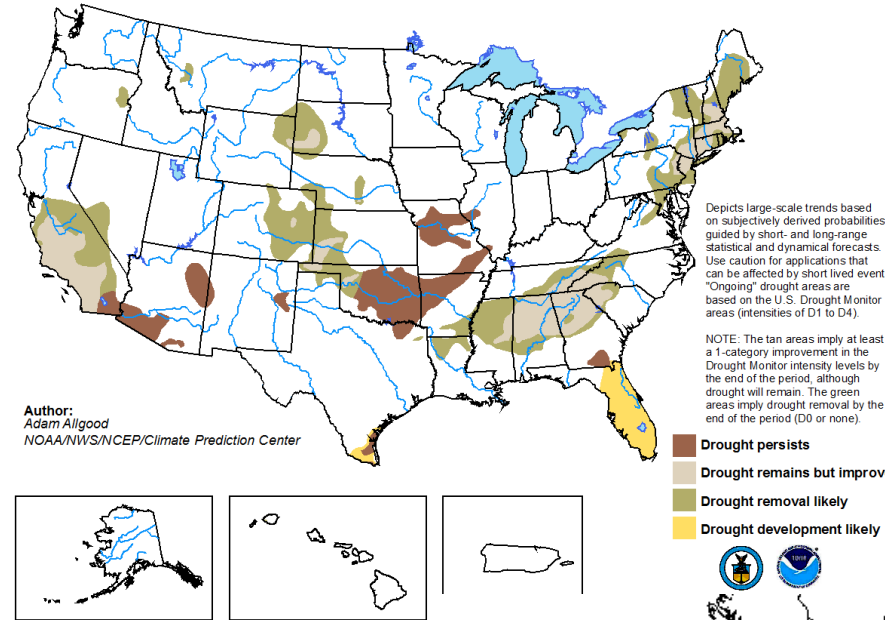 Depicts large-scale trends based
on subjectively derived probabilities
guided by short- and long-range
statistical and dynamical forecasts.
Use caution for applications that
can be affected by short lived event
"Ongoing" drought areas are
based on the U.S. Drought Monitor
areas (intensities of D1 to D4).
NOTE: The tan areas imply at least
a 1-category improvement in the
Drought Monitor intensity levels by
the end of the period, although
drought will remain. The green
areas imply drought removal by the
end of the period (D0 or none).
Author:
Adam Allgood
NOAA/NWS/NCEP/Climate Prediction Center
Drought persists
Drought remains but improv
Drought removal likely
Drought development likely